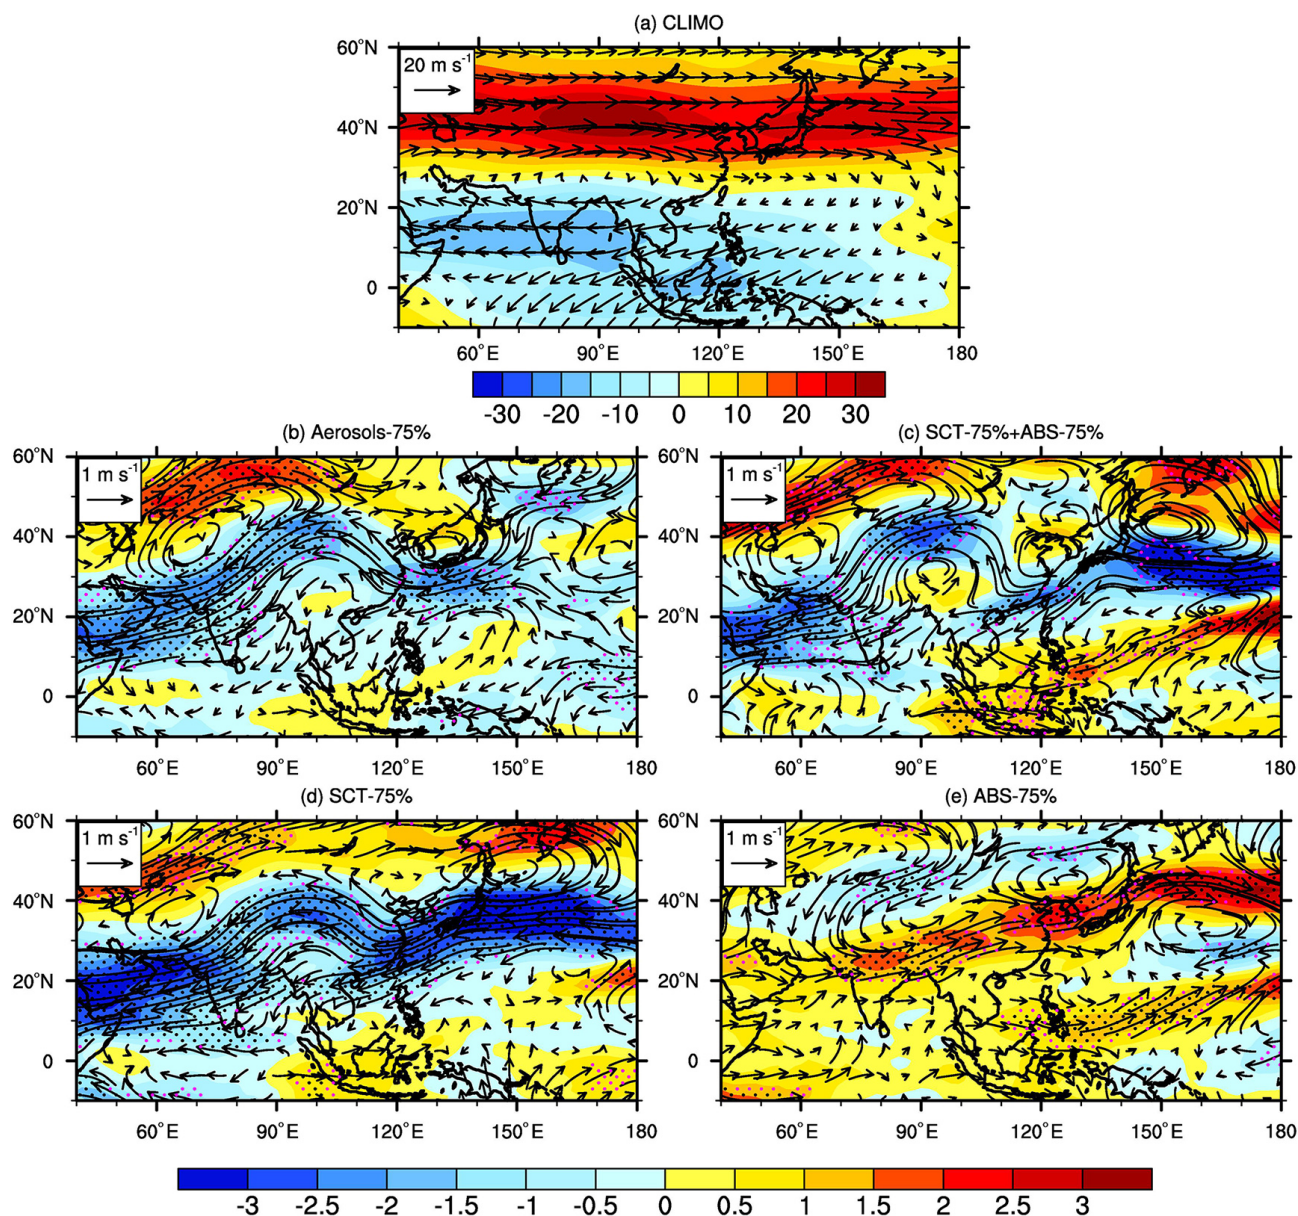 (a) CLIMO
20 m s⁻¹
60°N
40°N
20°N
0
60°E 90°E 120°E 150°E 180
-30 -20 -10 0 10 20 30
(b) Aerosols-75%
1 m s⁻¹
60°N
40°N
20°N
0
60°E 90°E 120°E 150°E 180
(c) SCT-75%+ABS-75%
1 m s⁻¹
60°N
40°N
20°N
0
60°E 90°E 120°E 150°E 180
(d) SCT-75%
1 m s⁻¹
60°N
40°N
20°N
0
60°E 90°E 120°E 150°E 180
(e) ABS-75%
1 m s⁻¹
60°N
40°N
20°N
0
60°E 90°E 120°E 150°E 180
-3 -2.5 -2 -1.5 -1 -0.5 0 0.5 1 1.5 2 2.5 3